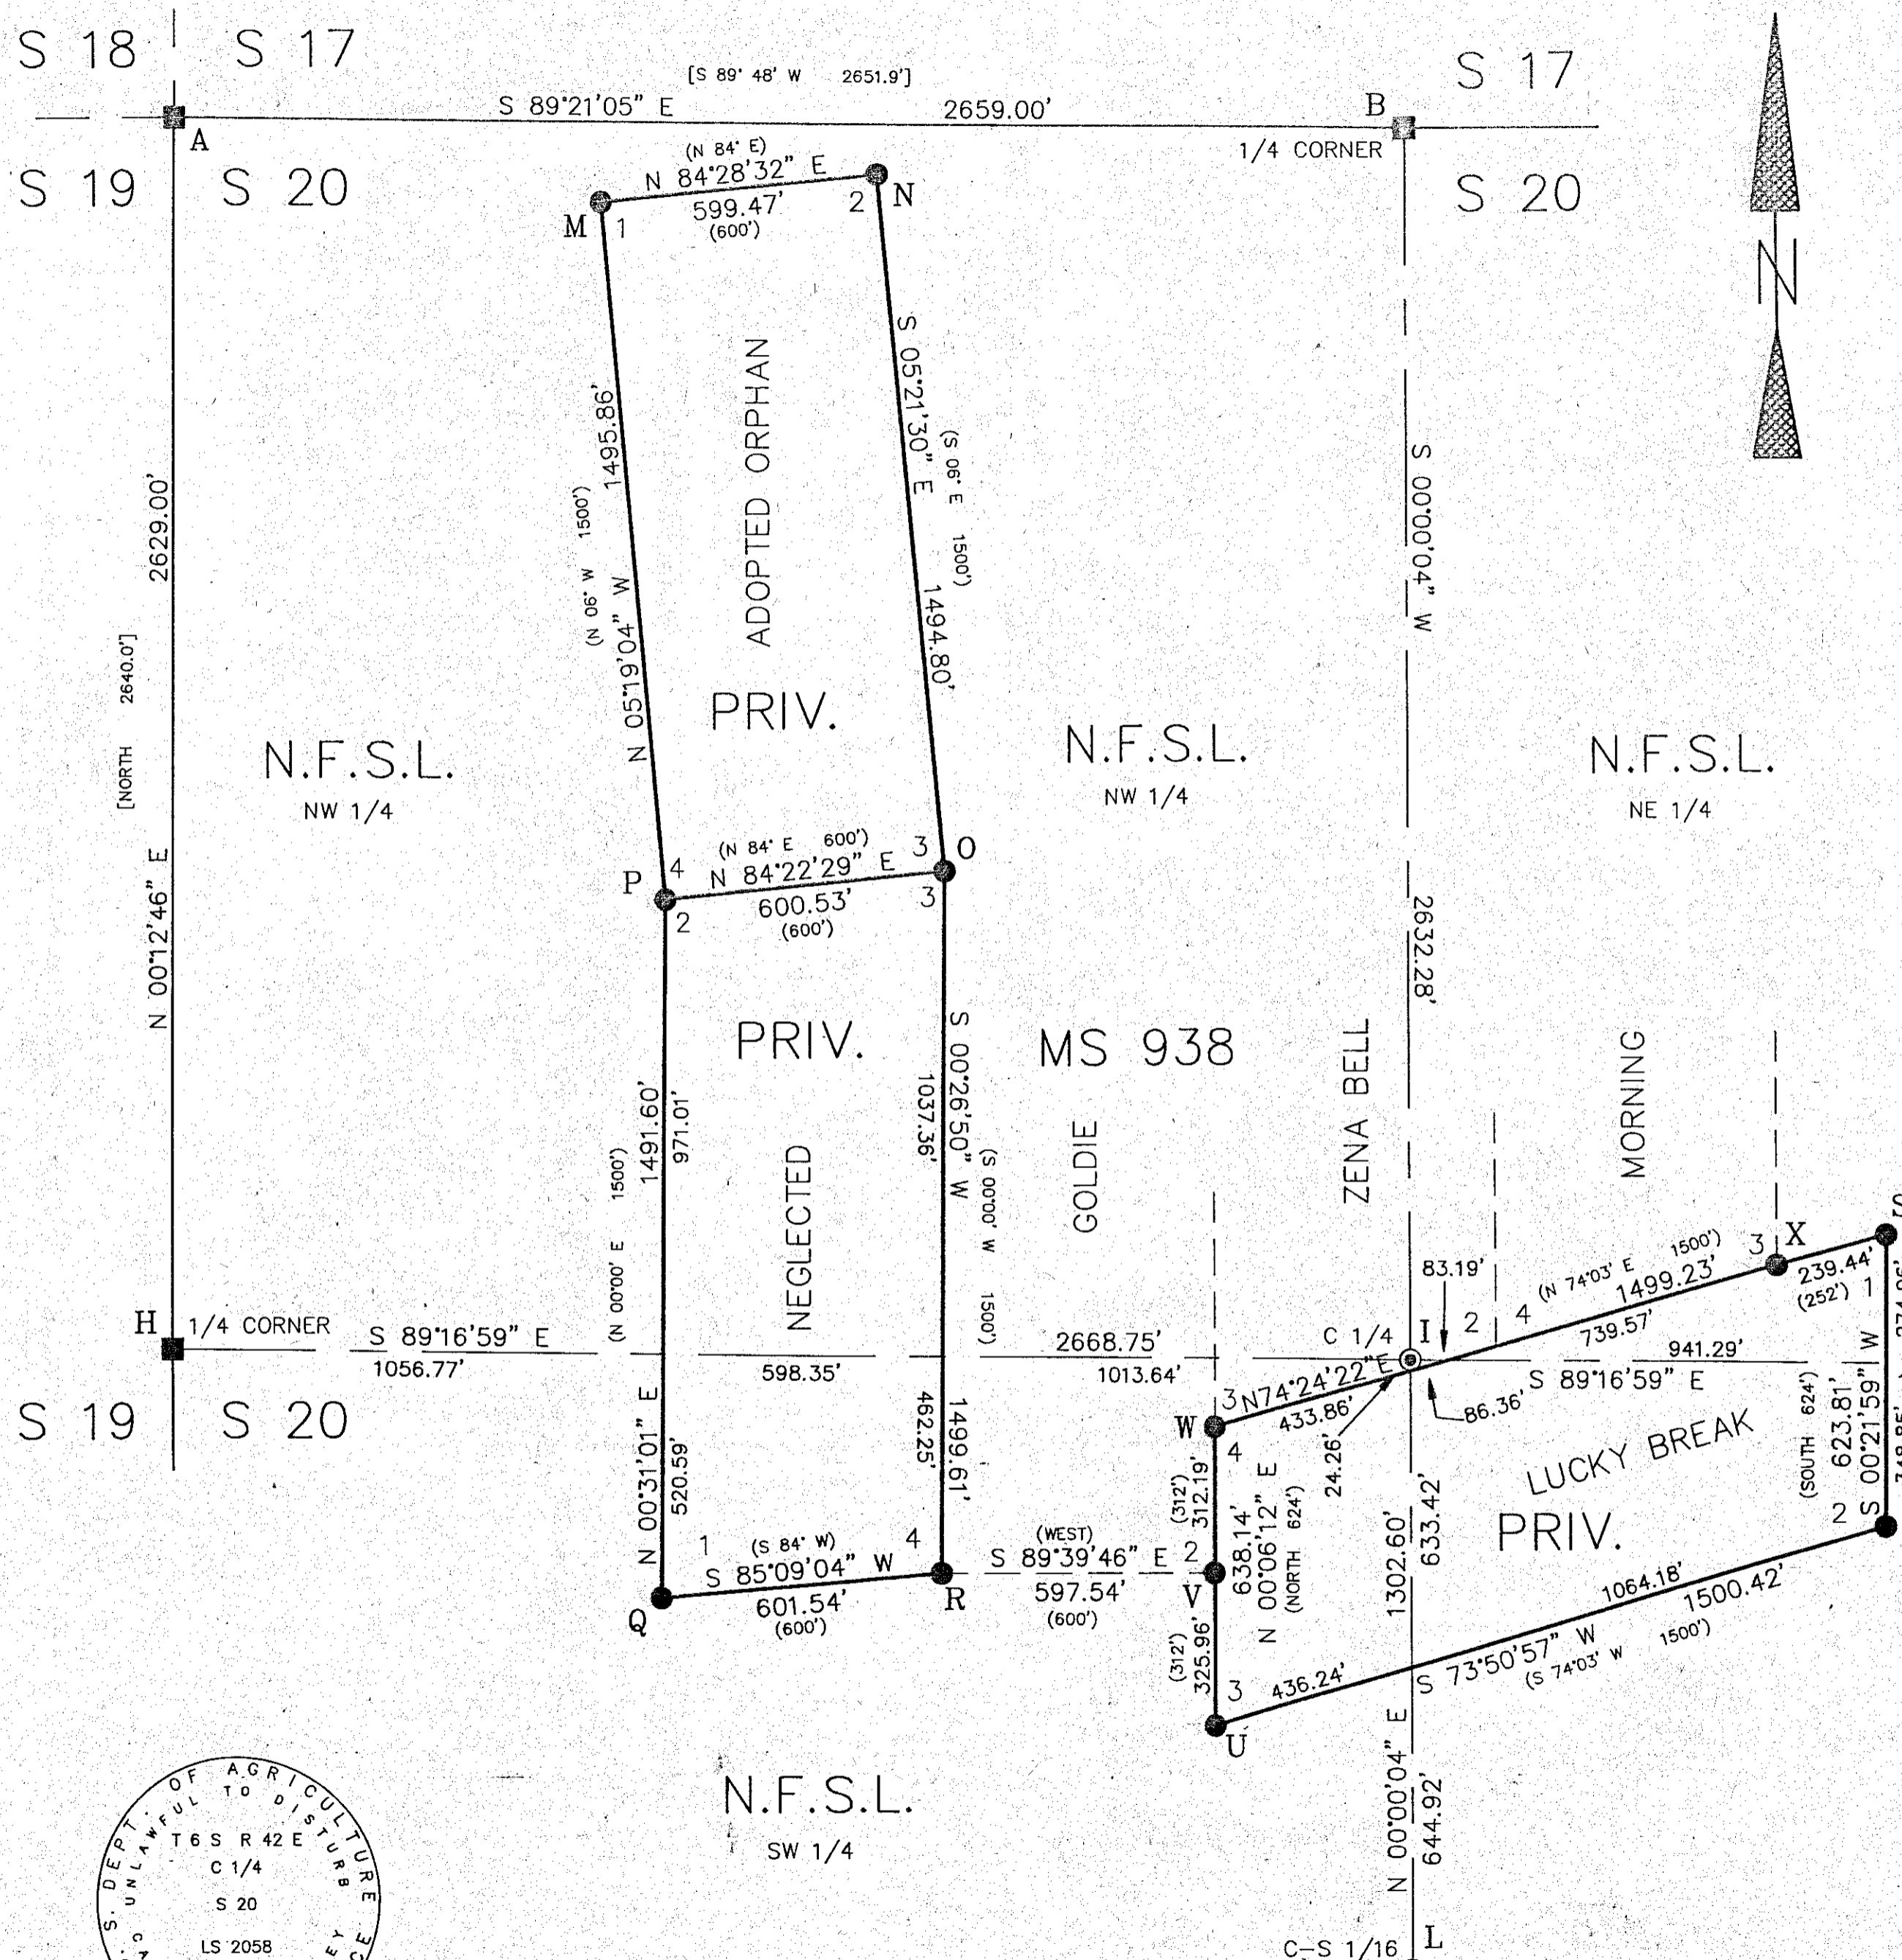 S 18
S 17
[S 89° 48' W 2651.9']
S 17
S 89°21'05" E
2659.00'
B
A
1/4 CORNER
S 19
S 20
S 20
(N 84° E)
N 84°28'32" E
599.47'
(600')
M
1
2
N
N
S 05°21'30" E
1494.80'
(S 06° E 1500')
1495.86'
N 05°19'04" W
(N 06° W 1500')
ADOPTED ORPHAN
PRIV.
2629.00'
[NORTH 2640.0']
N 00°12'46" E
S 00°00'04" W
2632.28'
N.F.S.L.
NW 1/4
N.F.S.L.
NW 1/4
N.F.S.L.
NE 1/4
(N 84° E 600')
N 84°22'29" E
600.53'
(600')
P
4
2
3
O
3
PRIV.
NEGLECTED
MS 938
GOLDIE
ZENA BELL
MORNING
1491.60'
971.01'
(N 00°00' E 1500')
1037.36'
S 00°26'50" W
(S 00°00' W 1500')
H
1/4 CORNER
S 89°16'59" E
1056.77'
598.35'
2668.75'
1013.64'
C 1/4
I
83.19'
2
4
(N 74°03' E 1500')
1499.23'
739.57'
3
X
239.44'
(252')
1
941.29'
S 89°16'59" E
86.36'
S 19
S 20
N 00°31'01" E
520.59'
462.25'
1499.61'
W
3
N74°24'22"E
433.86'
24.26'
4
(312')
312.19'
638.14'
N 00°06'12" E
(NORTH 624')
1302.60'
633.42'
LUCKY BREAK
PRIV.
(SOUTH 624')
623.81'
S 00°21'59" W
2
1
(S 84° W)
4
S 85°09'04" W
601.54'
(600')
Q
R
(WEST)
S 89°39'46" E
597.54'
(600')
2
V
(312')
325.96'
3
U
436.24'
1064.18'
1500.42'
S 73°50'57" W
(S 74°03' W 1500')
N.F.S.L.
SW 1/4
N 00°00'04" E
644.92'
C-S 1/16
L
S. DEPT. OF AGRICULTURE
UNLAWFUL TO DISTURB
T 6 S R 42 E
C 1/4
S 20
LS 2058